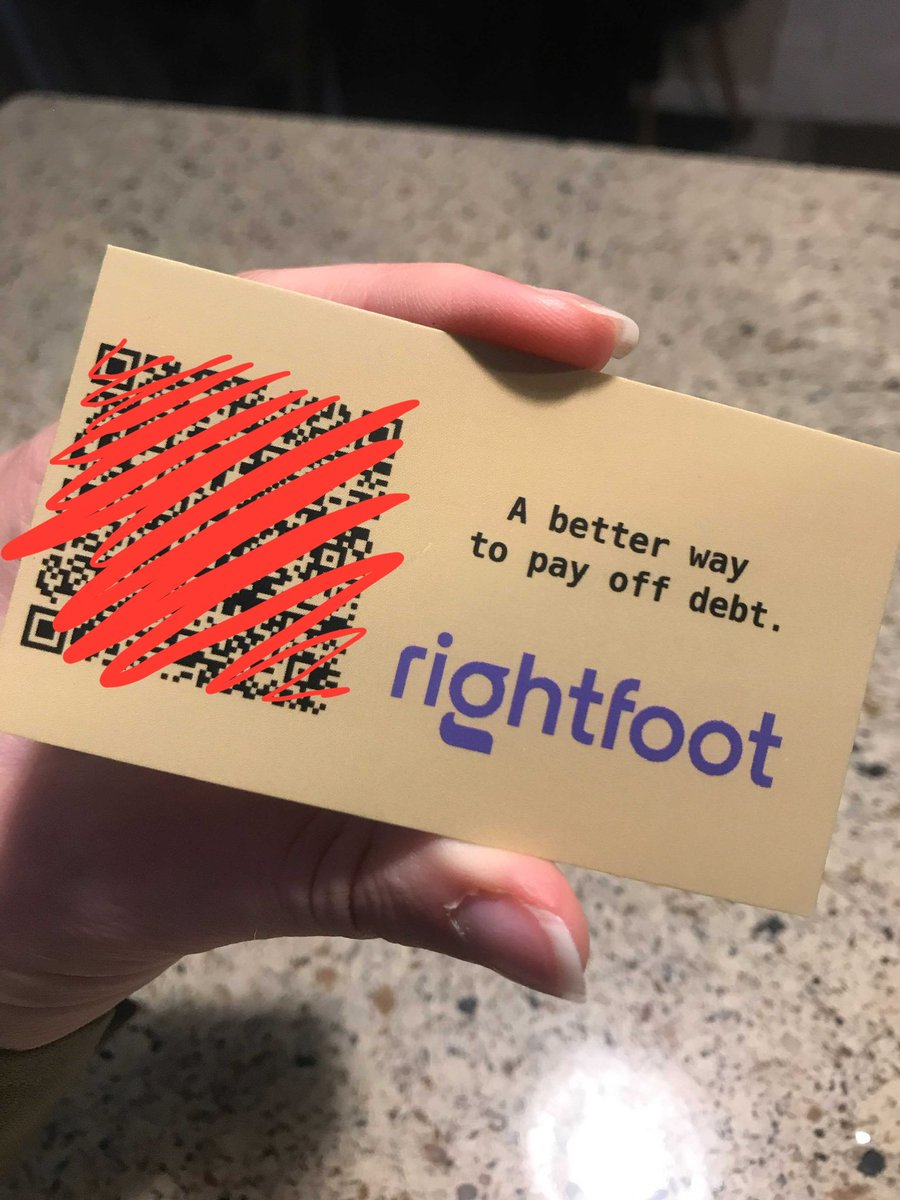 A better way
to pay off debt.
rightfoot